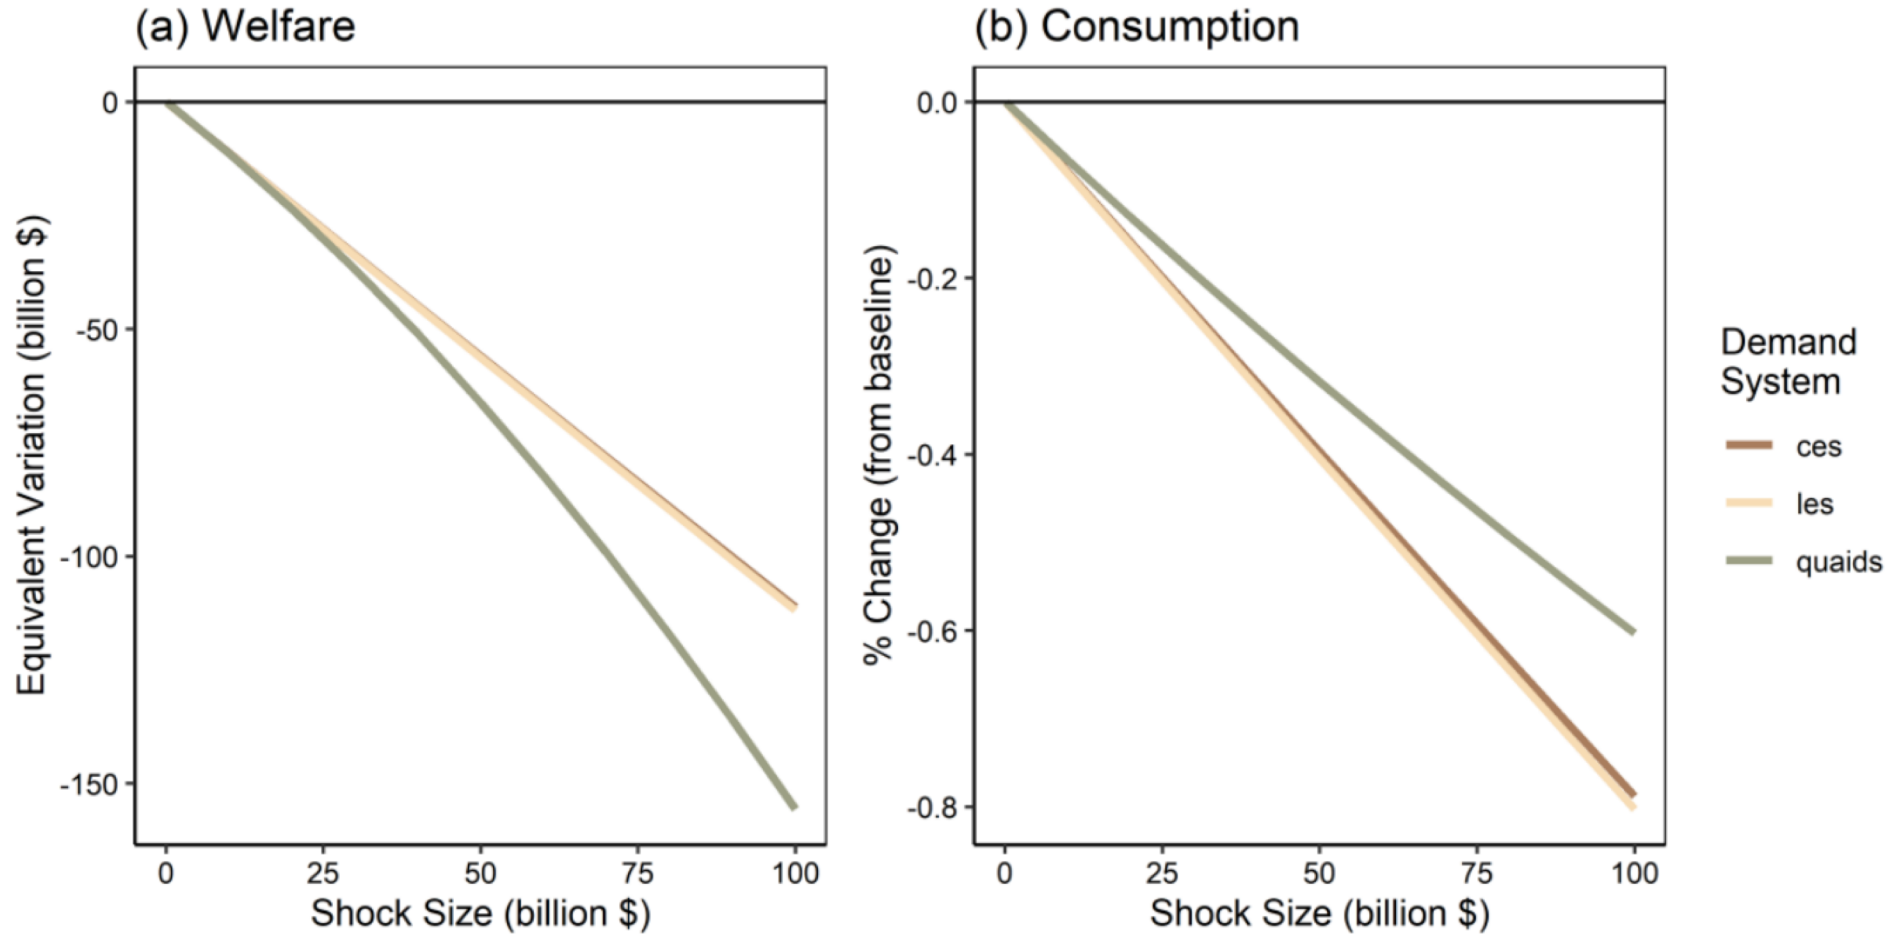 (a) Welfare
Equivalent Variation (billion $)
0
-50
-100
-150
0 25 50 75 100
Shock Size (billion $)
(b) Consumption
% Change (from baseline)
0.0
-0.2
-0.4
-0.6
-0.8
0 25 50 75 100
Shock Size (billion $)
Demand
System
ces
les
quaids